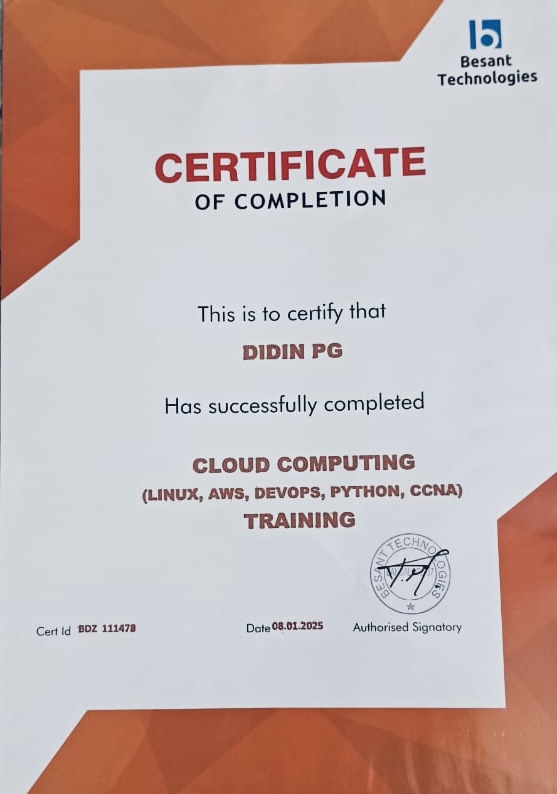 Besant
Technologies
CERTIFICATE
OF COMPLETION
This is to certify that
DIDIN PG
Has successfully completed
CLOUD COMPUTING
(LINUX, AWS, DEVOPS, PYTHON, CCNA)
TRAINING
BESANT TECHNOLOGIES
Cert Id BDZ 111478
Date 08.01.2025
Authorised Signatory